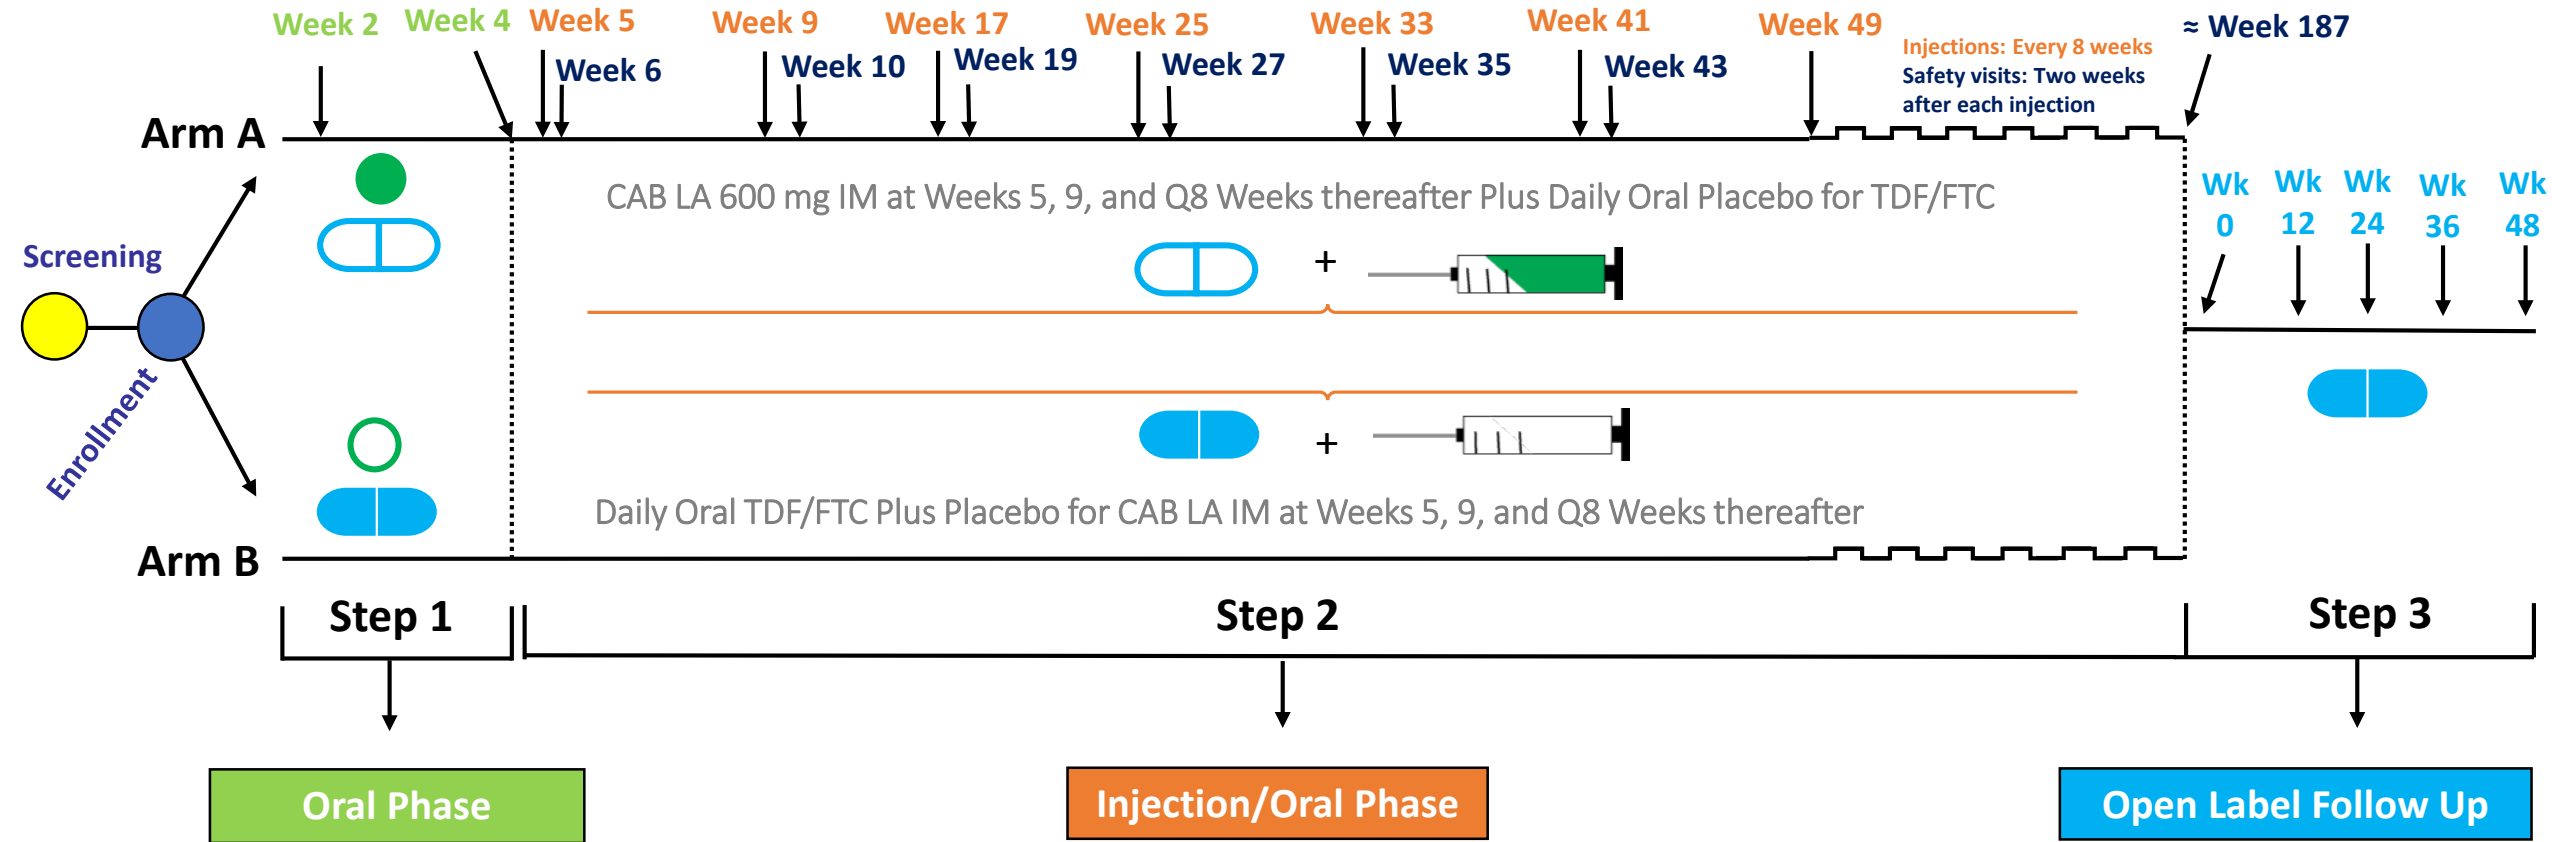 Week 2
Week 4
Week 5
Week 6
Week 9
Week 10
Week 17
Week 19
Week 25
Week 27
Week 33
Week 35
Week 41
Week 43
Week 49
Injections: Every 8 weeks
Safety visits: Two weeks
after each injection
≈ Week 187
Arm A
CAB LA 600 mg IM at Weeks 5, 9, and Q8 Weeks thereafter Plus Daily Oral Placebo for TDF/FTC
+
Wk
0
Wk
12
Wk
24
Wk
36
Wk
48
Screening
Enrollment
+
Daily Oral TDF/FTC Plus Placebo for CAB LA IM at Weeks 5, 9, and Q8 Weeks thereafter
Arm B
Step 1
Step 2
Step 3
Oral Phase
Injection/Oral Phase
Open Label Follow Up